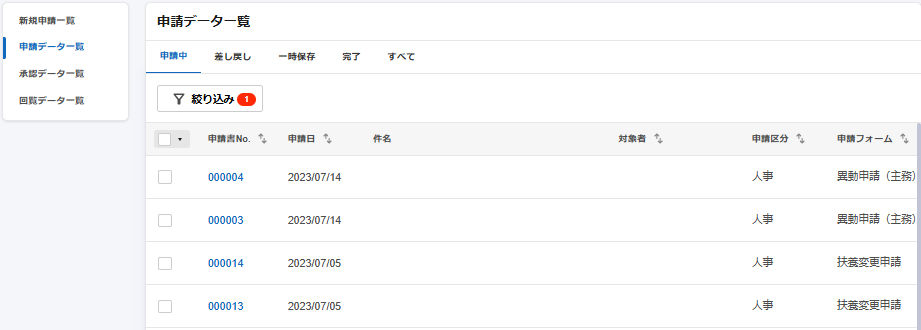 新規申請一覧
申請データ一覧
承認データ一覧
回覧データ一覧
申請データ一覧
申請中 差し戻し 一時保存 完了 すべて
絞り込み 1
申請書No. 申請日 件名 対象者 申請区分 申請フォーム
000004 2023/07/14 人事 異動申請（主務）
000003 2023/07/14 人事 異動申請（主務）
000014 2023/07/05 人事 扶養変更申請
000013 2023/07/05 人事 扶養変更申請